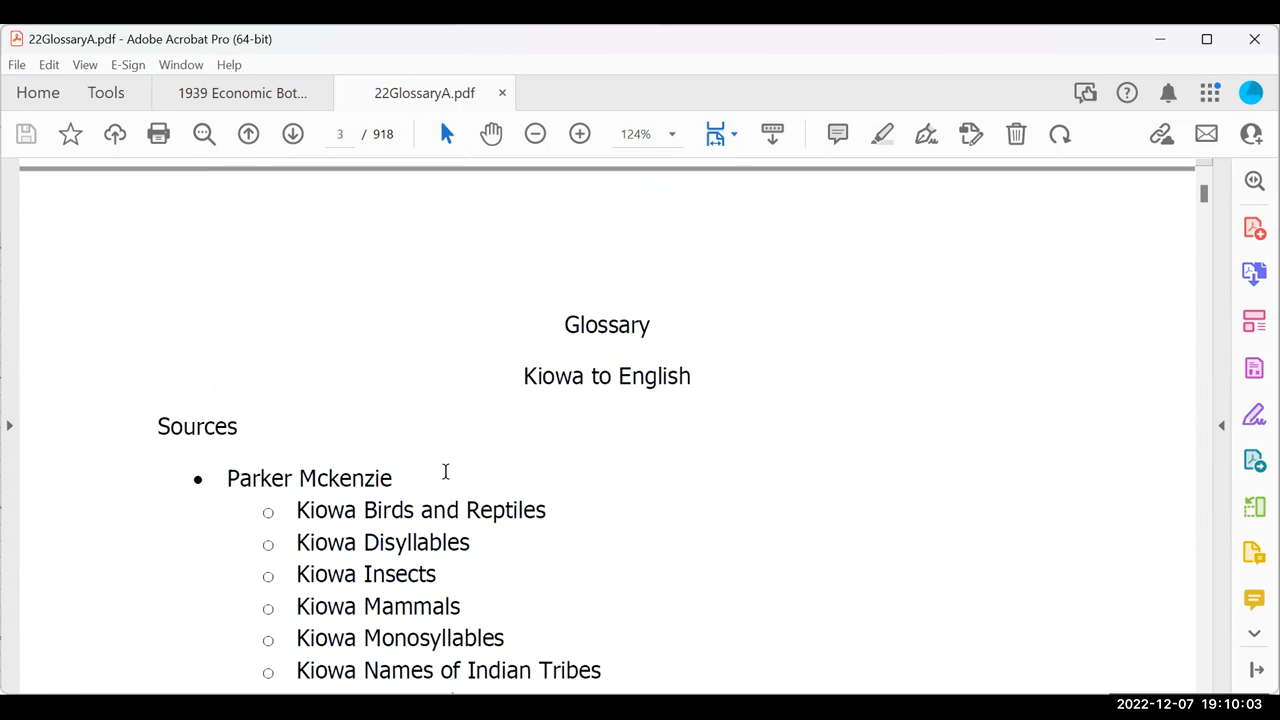 22GlossaryA.pdf - Adobe Acrobat Pro (64-bit)
File Edit View E-Sign Window Help
Home Tools 1939 Economic Bot... 22GlossaryA.pdf ×
3 / 918 124%
Glossary
Kiowa to English
Sources
• Parker Mckenzie
○ Kiowa Birds and Reptiles
○ Kiowa Disyllables
○ Kiowa Insects
○ Kiowa Mammals
○ Kiowa Monosyllables
○ Kiowa Names of Indian Tribes
2022-12-07 19:10:03